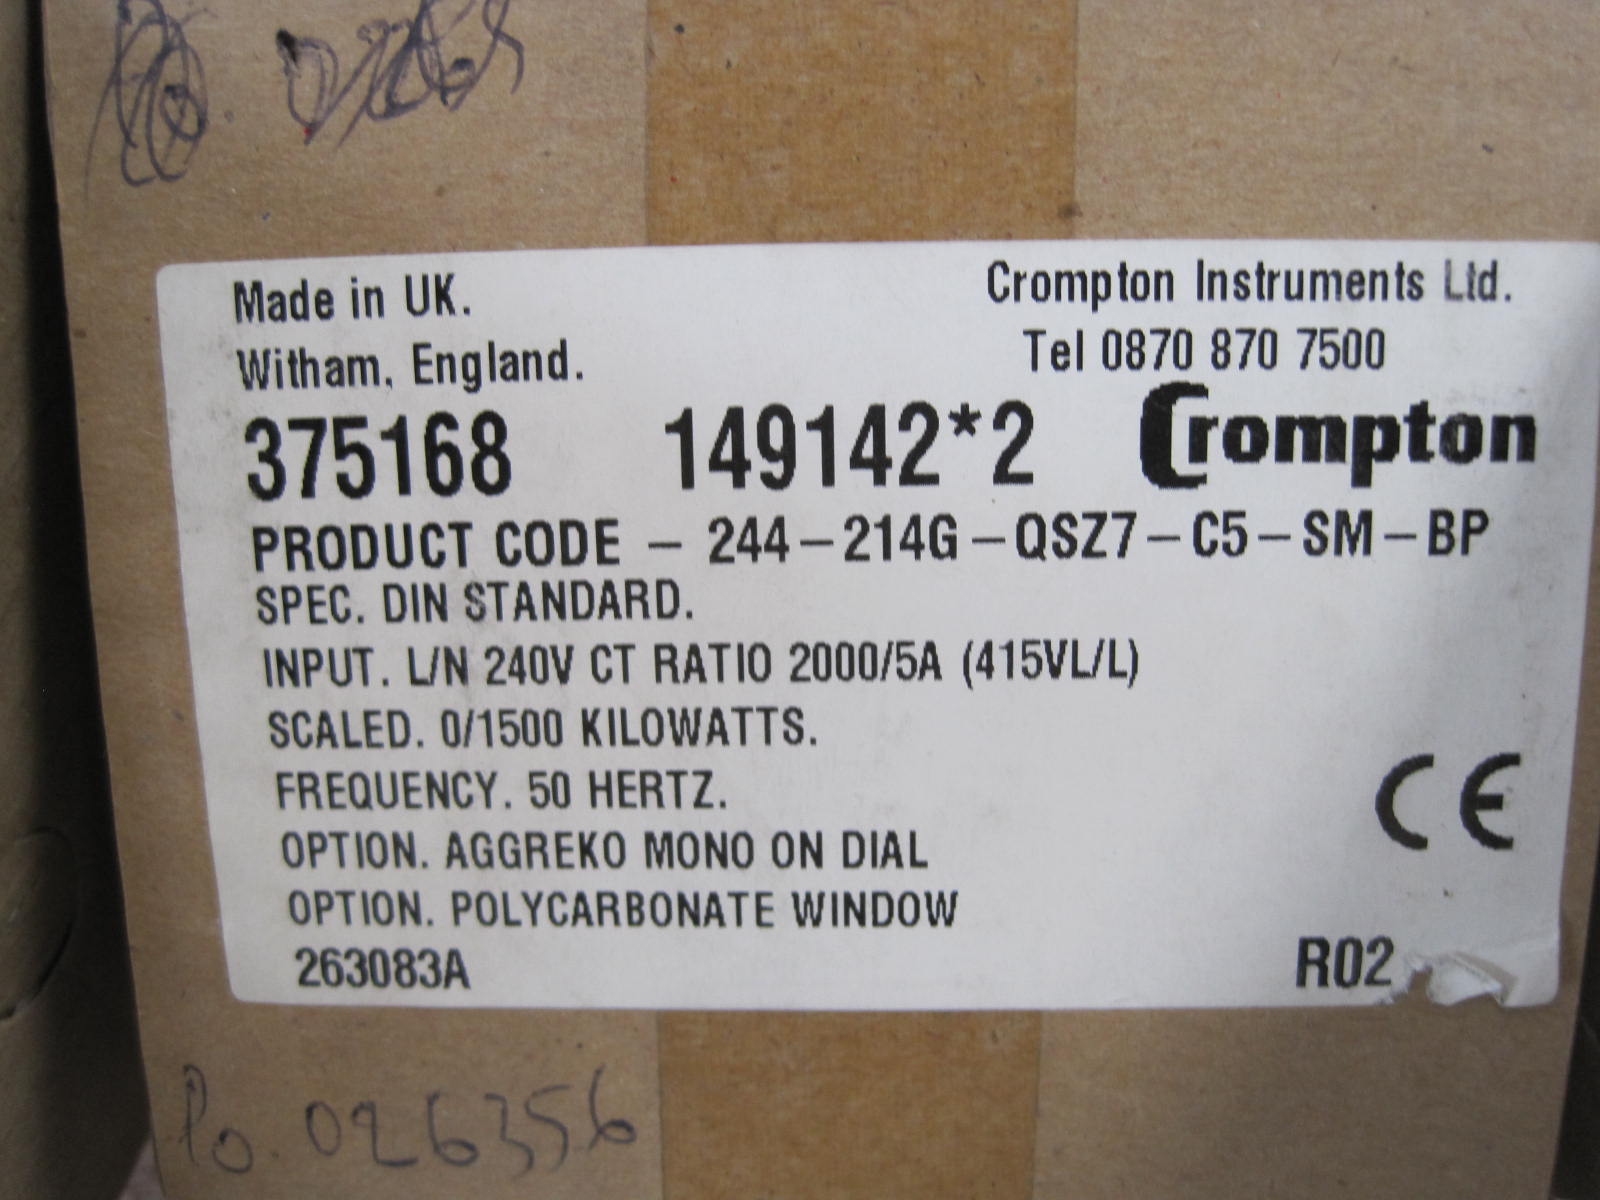 Made in UK.
Crompton Instruments Ltd.
Witham, England.
Tel 0870 870 7500
375168 149142*2 Crompton
PRODUCT CODE - 244-214G-QSZ7-C5-SM-BP
SPEC. DIN STANDARD.
INPUT. L/N 240V CT RATIO 2000/5A (415VL/L)
SCALED. 0/1500 KILOWATTS.
FREQUENCY. 50 HERTZ.
CE
OPTION. AGGREKO MONO ON DIAL
OPTION. POLYCARBONATE WINDOW
263083A R02
Po. 026356